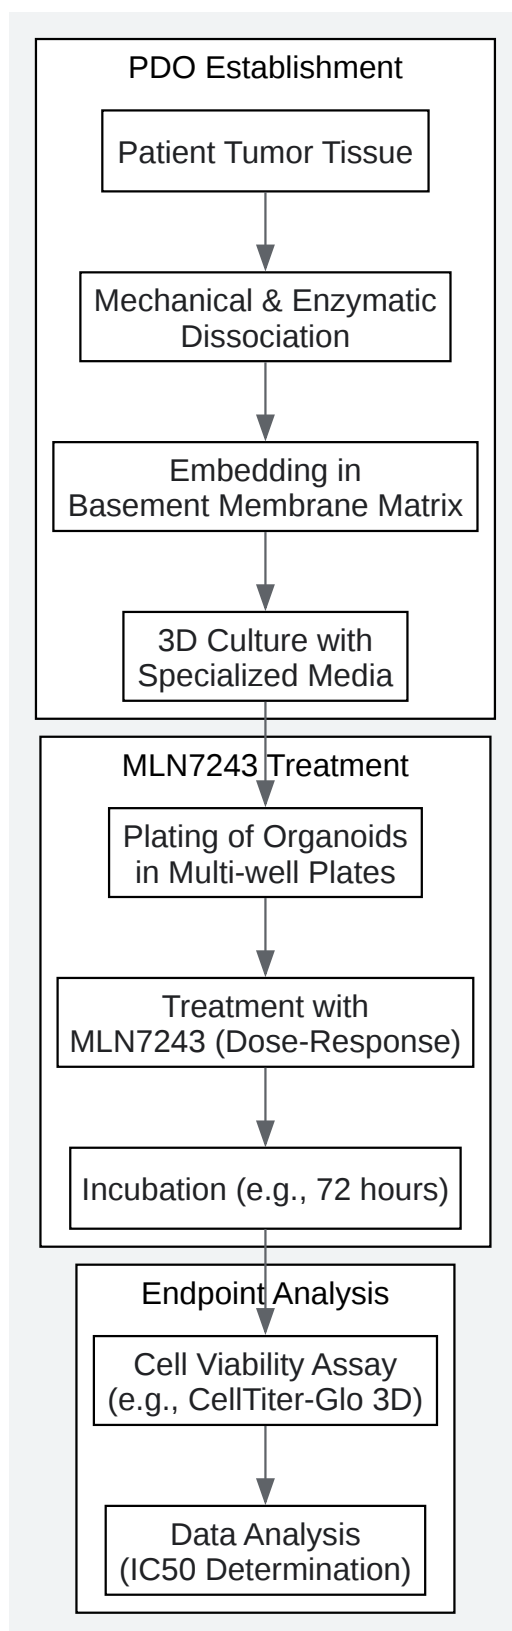 PDO Establishment
Patient Tumor Tissue
Mechanical & Enzymatic
Dissociation
Embedding in
Basement Membrane Matrix
3D Culture with
Specialized Media
MLN7243 Treatment
Plating of Organoids
in Multi-well Plates
Treatment with
MLN7243 (Dose-Response)
Incubation (e.g., 72 hours)
Endpoint Analysis
Cell Viability Assay
(e.g., CellTiter-Glo 3D)
Data Analysis
(IC50 Determination)